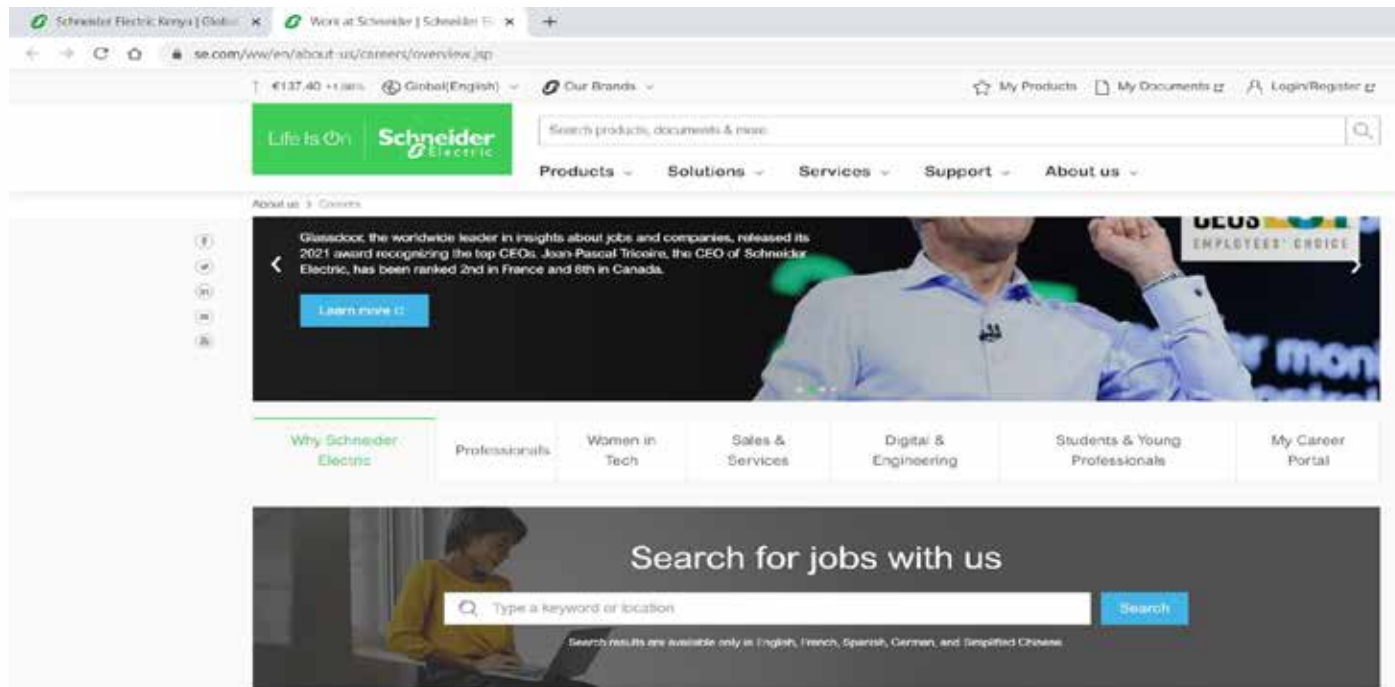 Schneider Electric Kenya | Global
Work at Schneider | Schneider E
se.com/ww/en/about-us/careers/overview.jsp
€137.40
Global(English)
Our Brands
My Products
My Documents
Login/Register
Life Is On
Schneider
Electric
Search products, documents & more
Products
Solutions
Services
Support
About us
About us > Careers
Glassdoor, the worldwide leader in insights about jobs and companies, released its
2021 award recognizing the top CEOs. Jean-Pascal Tricoire, the CEO of Schneider
Electric, has been ranked 2nd in France and 6th in Canada.
Learn more
CEOS
EMPLOYEES' CHOICE
r mon
Why Schneider
Electric
Professionals
Women in
Tech
Sales &
Services
Digital &
Engineering
Students & Young
Professionals
My Career
Portal
Search for jobs with us
Type a keyword or location
Search
Search results are available only in English, French, Spanish, German, and Simplified Chinese